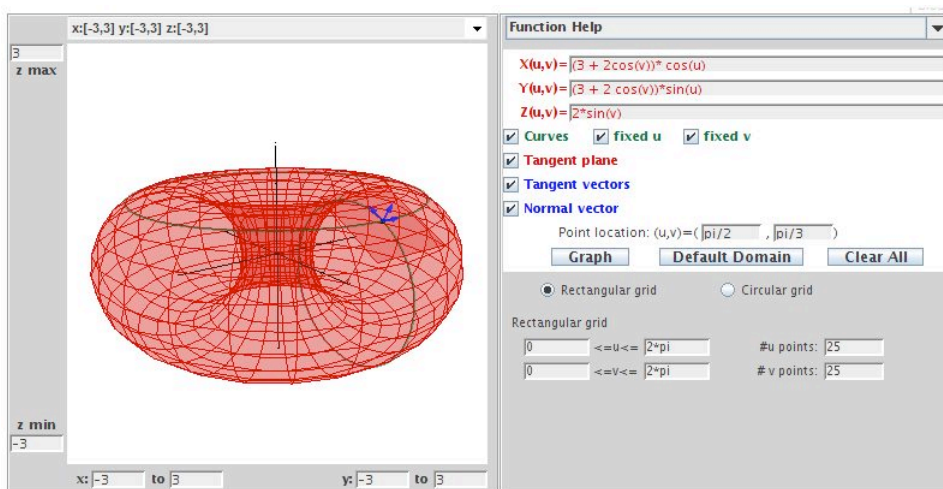 x:[-3,3] y:[-3,3] z:[-3,3]
3
z max
z min
-3
x: -3 to 3 y: -3 to 3
Function Help
X(u,v)= (3 + 2cos(v))* cos(u)
Y(u,v)= (3 + 2 cos(v))*sin(u)
Z(u,v)= 2*sin(v)
Curves fixed u fixed v
Tangent plane
Tangent vectors
Normal vector
Point location: (u,v)=( pi/2 , pi/3 )
Graph Default Domain Clear All
Rectangular grid Circular grid
Rectangular grid
0 <=u<= 2*pi #u points: 25
0 <=v<= 2*pi # v points: 25